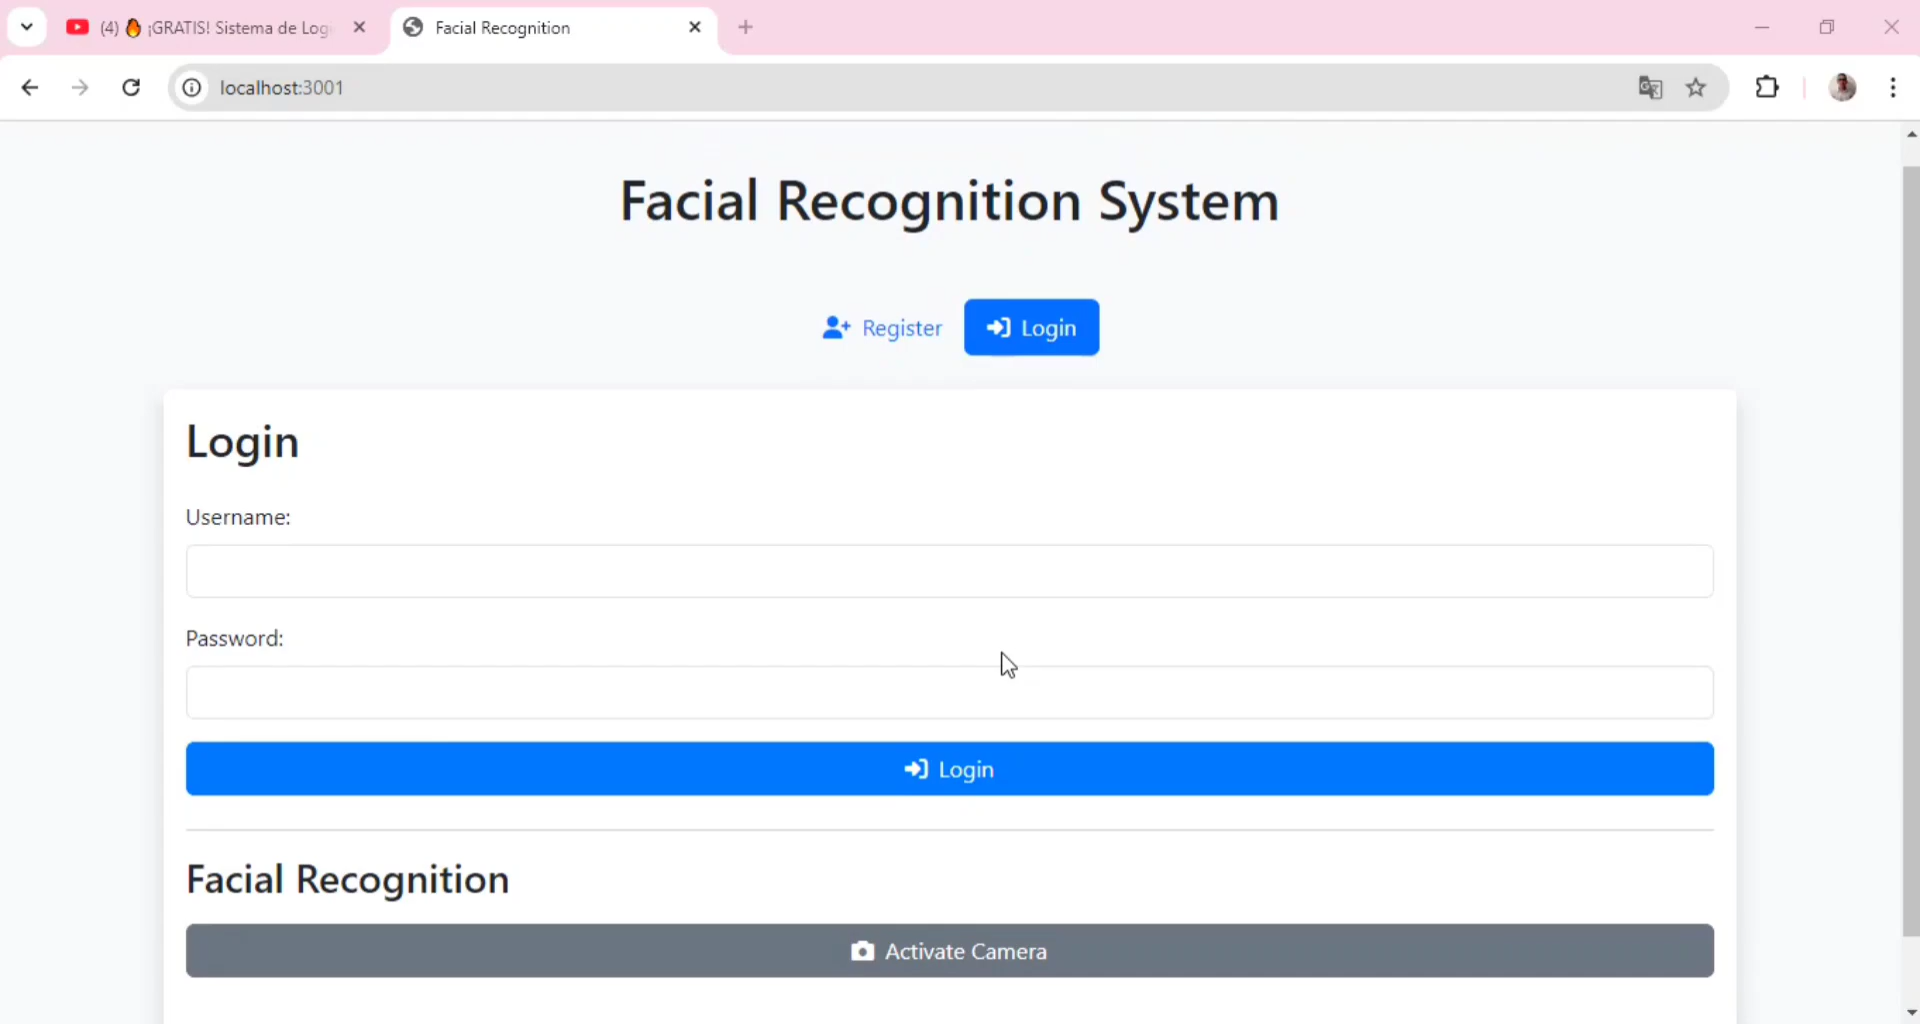 (4) 🔥 ¡GRATIS! Sistema de Logi
Facial Recognition
localhost:3001
Facial Recognition System
Register
Login
Login
Username:
Password:
Login
Facial Recognition
Activate Camera